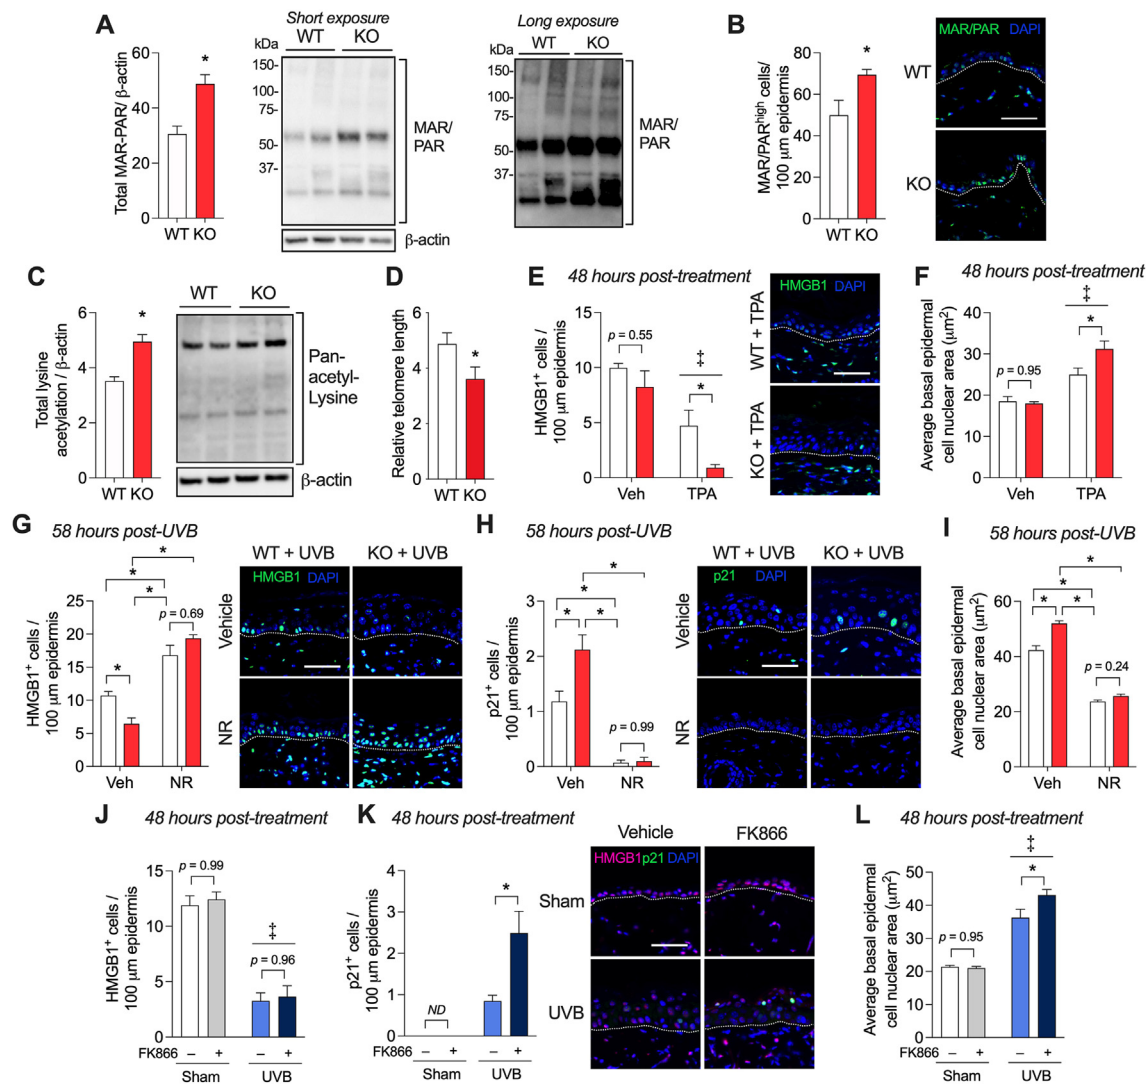 A
Total MAR-PAR/ β-actin
60
40
20
0
*
WT KO
Short exposure
WT KO
kDa
150-
100-
75-
50-
37-
MAR/
PAR
β-actin
Long exposure
WT KO
kDa
150-
100-
75-
50-
37-
MAR/
PAR
B
MAR/PARhigh cells/
100 µm epidermis
80
60
40
20
0
*
WT KO
MAR/PAR DAPI
WT
KO
C
Total lysine
acetylation / β-actin
6
4
2
0
*
WT KO
WT KO
Pan-
acetyl-
Lysine
β-actin
D
Relative telomere length
6
4
2
0
*
WT KO
E 48 hours post-treatment
HMGB1+ cells /
100 µm epidermis
15
10
5
0
p = 0.55
‡
*
Veh TPA
HMGB1 DAPI
WT + TPA
KO + TPA
F 48 hours post-treatment
Average basal epidermal
cell nuclear area (µm2)
50
40
30
20
10
0
p = 0.95
‡
*
Veh TPA
G 58 hours post-UVB
HMGB1+ cells /
100 µm epidermis
25
20
15
10
5
0
*
*
*
*
p = 0.69
Veh NR
WT + UVB KO + UVB
HMGB1 DAPI
Vehicle
NR
H 58 hours post-UVB
p21+ cells /
100 µm epidermis
3
2
1
0
*
*
* *
p = 0.99
Veh NR
WT + UVB KO + UVB
p21 DAPI
Vehicle
NR
I 58 hours post-UVB
Average basal epidermal
cell nuclear area (µm2)
60
40
20
0
*
*
* *
p = 0.24
Veh NR
J 48 hours post-treatment
HMGB1+ cells /
100 µm epidermis
15
10
5
0
p = 0.99
‡
p = 0.96
FK866 – + – +
Sham UVB
K 48 hours post-treatment
p21+ cells /
100 µm epidermis
4
3
2
1
0
ND
*
FK866 – + – +
Sham UVB
Vehicle FK866
HMGB1p21 DAPI
Sham
UVB
L 48 hours post-treatment
Average basal epidermal
cell nuclear area (µm2)
50
40
30
20
10
0
p = 0.95
‡
*
FK866 – + – +
Sham UVB